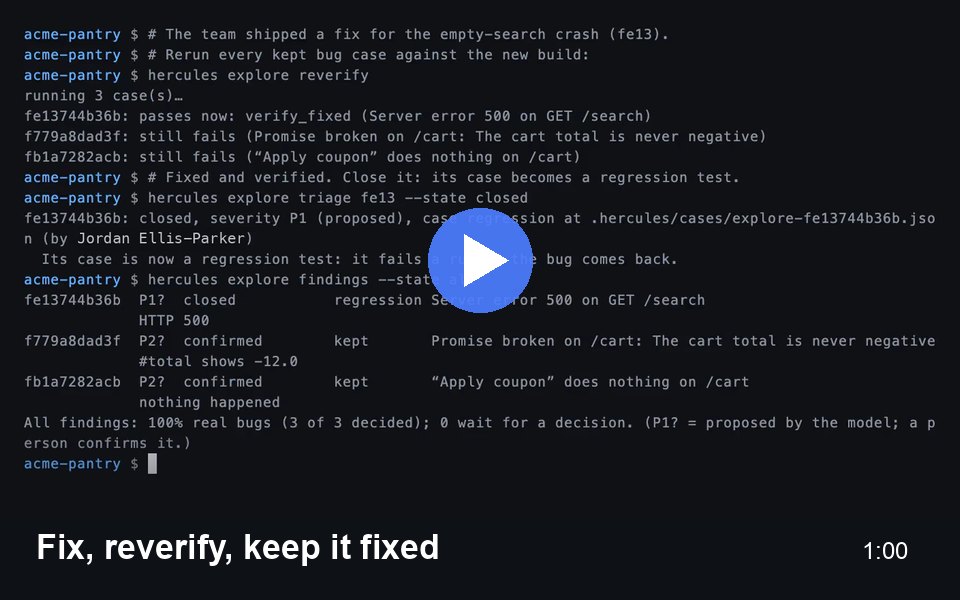 acme-pantry $ # The team shipped a fix for the empty-search crash (fe13).
acme-pantry $ # Rerun every kept bug case against the new build:
acme-pantry $ hercules explore reverify
running 3 case(s)…
fe13744b36b: passes now: verify_fixed (Server error 500 on GET /search)
f779a8dad3f: still fails (Promise broken on /cart: The cart total is never negative)
fb1a7282acb: still fails (“Apply coupon” does nothing on /cart)
acme-pantry $ # Fixed and verified. Close it: its case becomes a regression test.
acme-pantry $ hercules explore triage fe13 --state closed
fe13744b36b: closed, severity P1 (proposed), case regression at .hercules/cases/explore-fe13744b36b.jso
n (by Jordan Ellis-Parker)
Its case is now a regression test: it fails a the bug comes back.
acme-pantry $ hercules explore findings --state
fe13744b36b P1? closed regression Server error 500 on GET /search
HTTP 500
f779a8dad3f P2? confirmed kept Promise broken on /cart: The cart total is never negative
#total shows -12.0
fb1a7282acb P2? confirmed kept “Apply coupon” does nothing on /cart
nothing happened
All findings: 100% real bugs (3 of 3 decided); 0 wait for a decision. (P1? = proposed by the model; a p
erson confirms it.)
acme-pantry $
Fix, reverify, keep it fixed
1:00